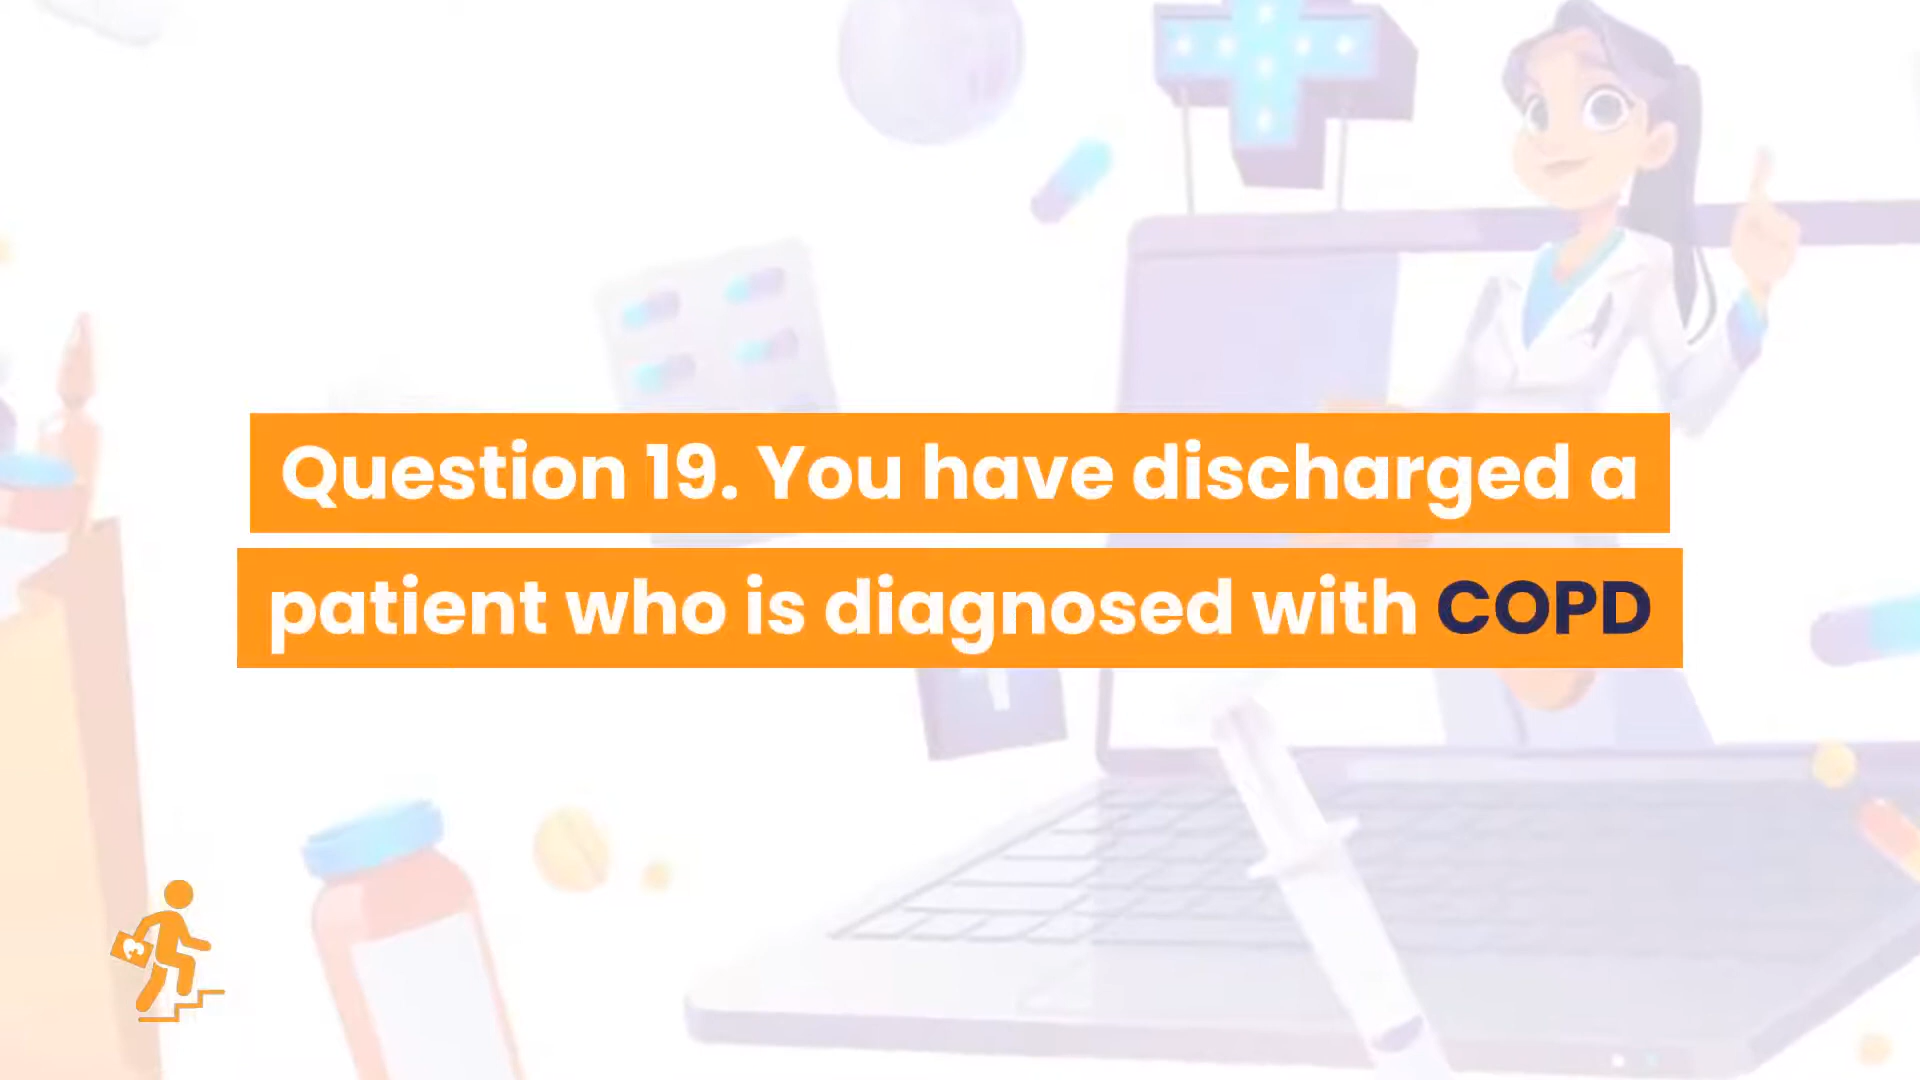 Question 19. You have discharged a
patient who is diagnosed with COPD